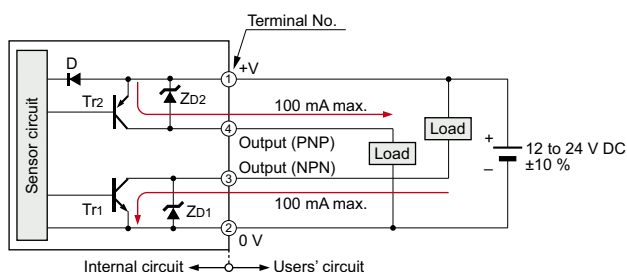 Terminal No.
D
+V
1
Tr2
ZD2
100 mA max.
4
Output (PNP)
Load
Load
+
12 to 24 V DC
±10 %
–
Sensor circuit
Output (NPN)
3
Tr1
ZD1
100 mA max.
2
0 V
Internal circuit
Users' circuit